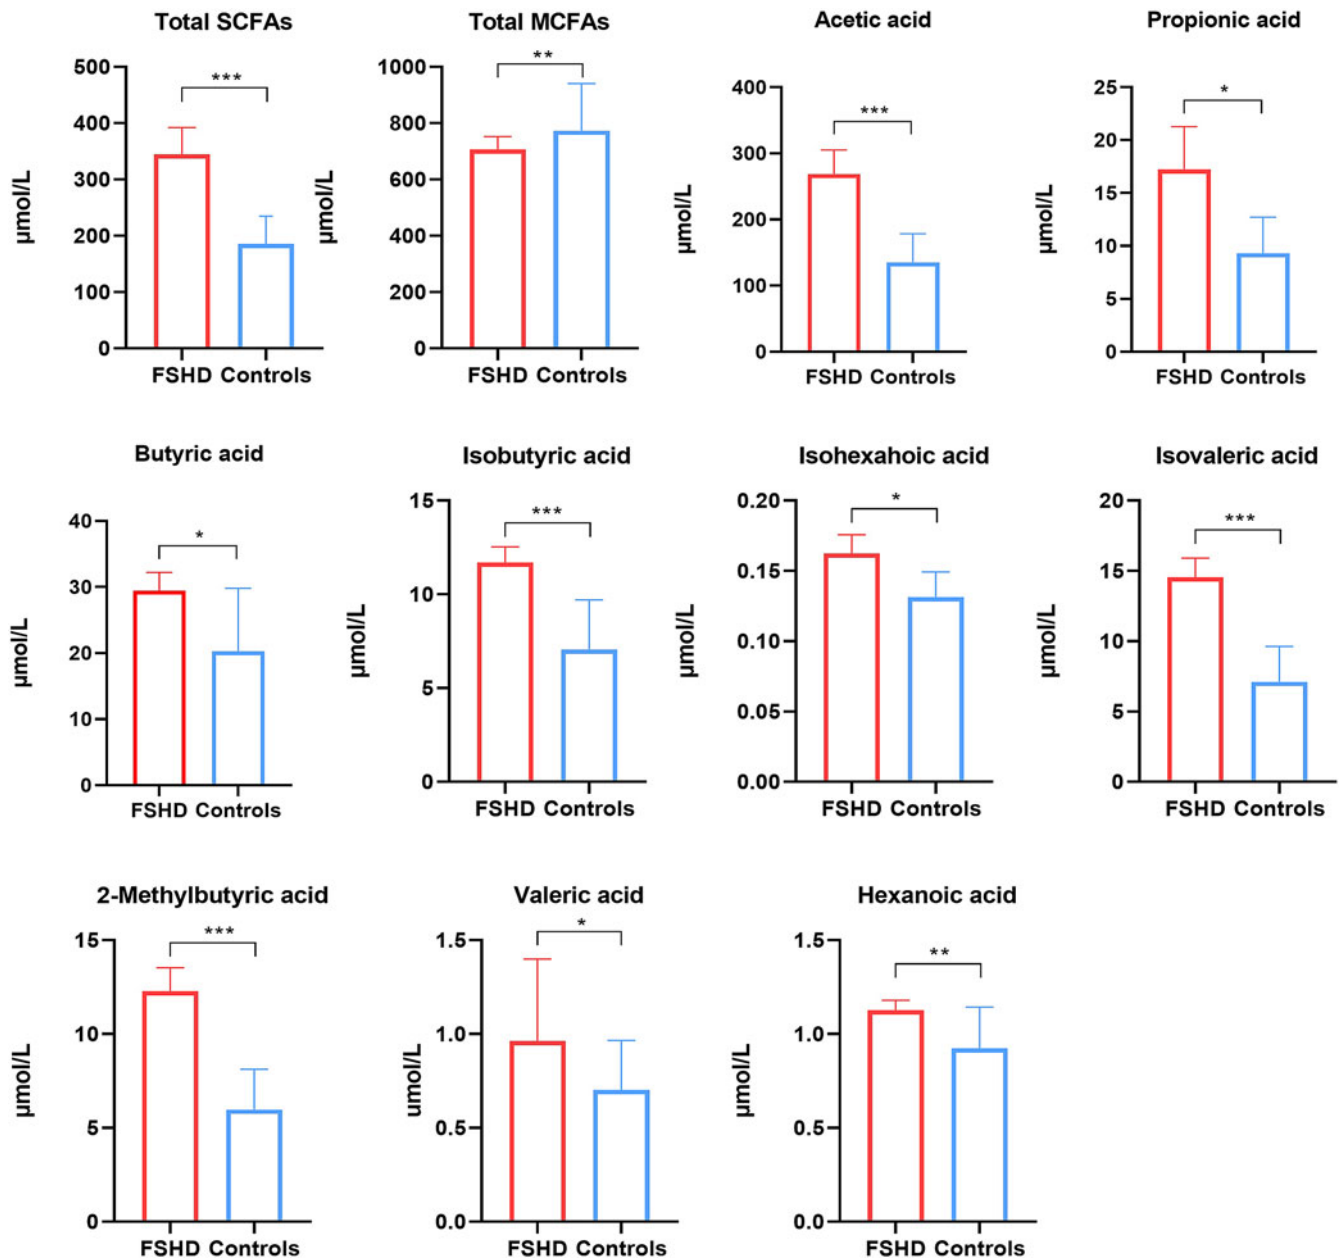 Total SCFAs
500
400
300
200
100
0
µmol/L
***
FSHD Controls
Total MCFAs
1000
800
600
400
200
0
µmol/L
**
FSHD Controls
Acetic acid
400
300
200
100
0
µmol/L
***
FSHD Controls
Propionic acid
25
20
15
10
5
0
µmol/L
*
FSHD Controls
Butyric acid
40
30
20
10
0
µmol/L
*
FSHD Controls
Isobutyric acid
15
10
5
0
µmol/L
***
FSHD Controls
Isohexahoic acid
0.20
0.15
0.10
0.05
0.00
µmol/L
*
FSHD Controls
Isovaleric acid
20
15
10
5
0
µmol/L
***
FSHD Controls
2-Methylbutyric acid
15
10
5
0
µmol/L
***
FSHD Controls
Valeric acid
1.5
1.0
0.5
0.0
umol/L
*
FSHD Controls
Hexanoic acid
1.5
1.0
0.5
0.0
µmol/L
**
FSHD Controls